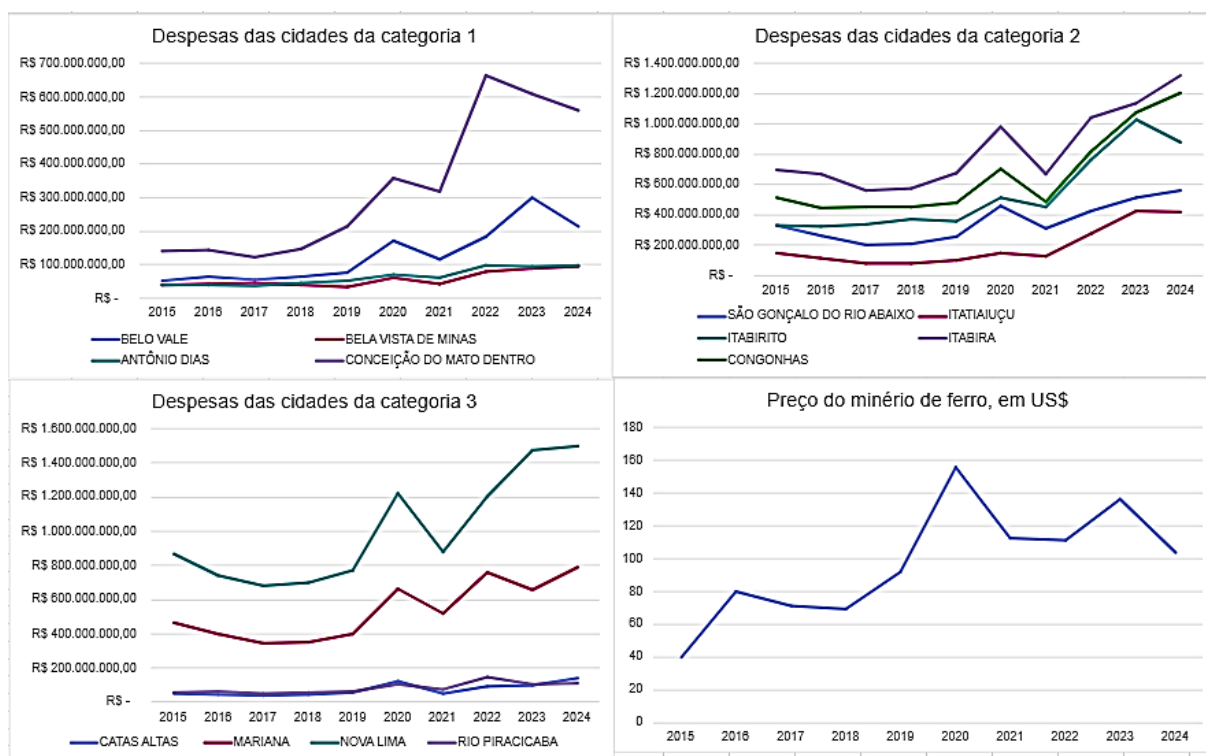 Despesas das cidades da categoria 1
R$ 700.000.000,00
R$ 600.000.000,00
R$ 500.000.000,00
R$ 400.000.000,00
R$ 300.000.000,00
R$ 200.000.000,00
R$ 100.000.000,00
R$ -
2015 2016 2017 2018 2019 2020 2021 2022 2023 2024
BELO VALE BELA VISTA DE MINAS
ANTÔNIO DIAS CONCEIÇÃO DO MATO DENTRO
Despesas das cidades da categoria 2
R$ 1.400.000.000,00
R$ 1.200.000.000,00
R$ 1.000.000.000,00
R$ 800.000.000,00
R$ 600.000.000,00
R$ 400.000.000,00
R$ 200.000.000,00
R$ -
2015 2016 2017 2018 2019 2020 2021 2022 2023 2024
SÃO GONÇALO DO RIO ABAIXO ITATIAIUÇU
ITABIRITO ITABIRA
CONGONHAS
Despesas das cidades da categoria 3
R$ 1.600.000.000,00
R$ 1.400.000.000,00
R$ 1.200.000.000,00
R$ 1.000.000.000,00
R$ 800.000.000,00
R$ 600.000.000,00
R$ 400.000.000,00
R$ 200.000.000,00
R$ -
2015 2016 2017 2018 2019 2020 2021 2022 2023 2024
CATAS ALTAS MARIANA NOVA LIMA RIO PIRACICABA
Preço do minério de ferro, em US$
180
160
140
120
100
80
60
40
20
0
2015 2016 2017 2018 2019 2020 2021 2022 2023 2024